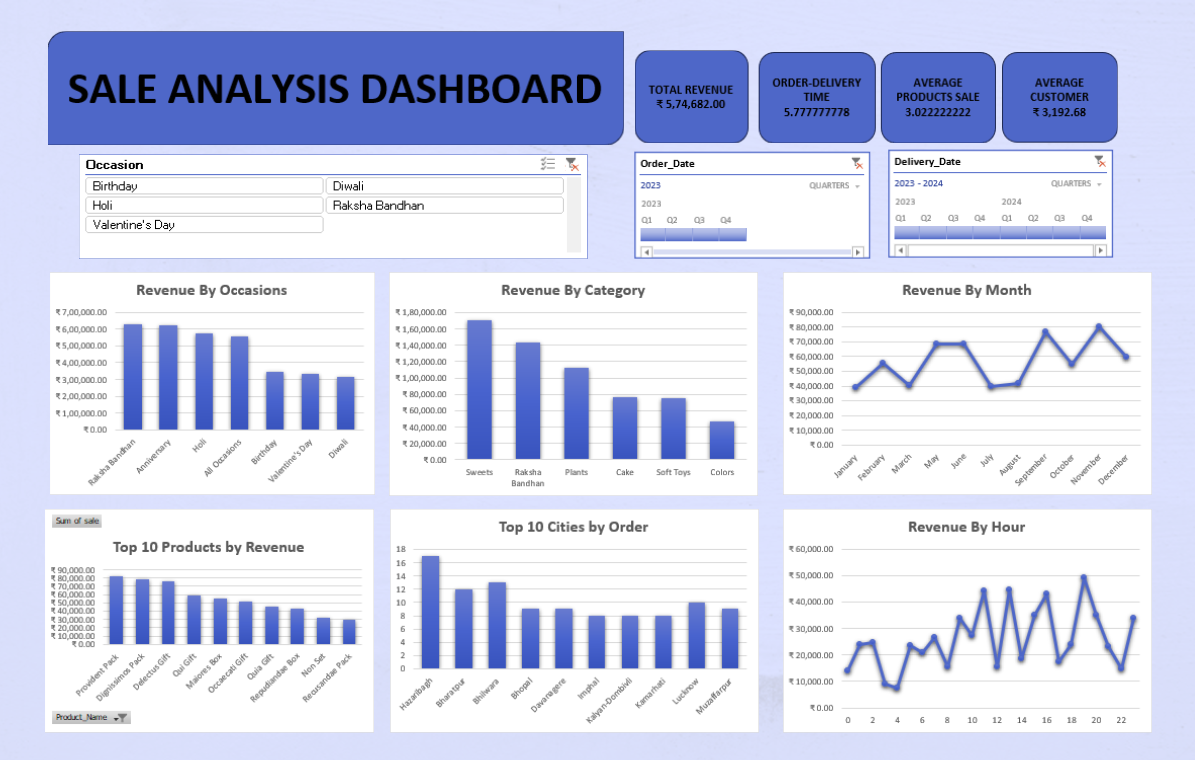 SALE ANALYSIS DASHBOARD
TOTAL REVENUE
₹ 5,74,682.00
ORDER-DELIVERY
TIME
5.777777778
AVERAGE
PRODUCTS SALE
3.022222222
AVERAGE
CUSTOMER
₹ 3,192.68
Occasion
Birthday
Diwali
Holi
Raksha Bandhan
Valentine's Day
Order_Date
2023
QUARTERS
2023
Q1 Q2 Q3 Q4
Delivery_Date
2023 - 2024
QUARTERS
2023 2024
Q1 Q2 Q3 Q4 Q1 Q2 Q3 Q4
Revenue By Occasions
₹ 7,00,000.00
₹ 6,00,000.00
₹ 5,00,000.00
₹ 4,00,000.00
₹ 3,00,000.00
₹ 2,00,000.00
₹ 1,00,000.00
₹ 0.00
Raksha Bandhan
Anniversary
Holi
All Occasions
Birthday
Valentine's Day
Diwali
Revenue By Category
₹ 1,80,000.00
₹ 1,60,000.00
₹ 1,40,000.00
₹ 1,20,000.00
₹ 1,00,000.00
₹ 80,000.00
₹ 60,000.00
₹ 40,000.00
₹ 20,000.00
₹ 0.00
Sweets
Raksha
Bandhan
Plants
Cake
Soft Toys
Colors
Revenue By Month
₹ 90,000.00
₹ 80,000.00
₹ 70,000.00
₹ 60,000.00
₹ 50,000.00
₹ 40,000.00
₹ 30,000.00
₹ 20,000.00
₹ 10,000.00
₹ 0.00
January
February
March
May
June
July
August
September
October
November
December
Sum of sale
Top 10 Products by Revenue
₹ 90,000.00
₹ 80,000.00
₹ 70,000.00
₹ 60,000.00
₹ 50,000.00
₹ 40,000.00
₹ 30,000.00
₹ 20,000.00
₹ 10,000.00
₹ 0.00
Provident Pack
Dignissimos Pack
Delectus Gift
Qui Gift
Maiores Box
Occaecati Gift
Quia Gift
Repudiandae Box
Non Set
Recusandae Pack
Product_Name
Top 10 Cities by Order
18
16
14
12
10
8
6
4
2
0
Hazaribagh
Bharatpur
Bhilwara
Bhopal
Davanagere
Imphal
Kalyan-Dombivli
Kamarhati
Lucknow
Muzaffarpur
Revenue By Hour
₹ 60,000.00
₹ 50,000.00
₹ 40,000.00
₹ 30,000.00
₹ 20,000.00
₹ 10,000.00
₹ 0.00
0 2 4 6 8 10 12 14 16 18 20 22